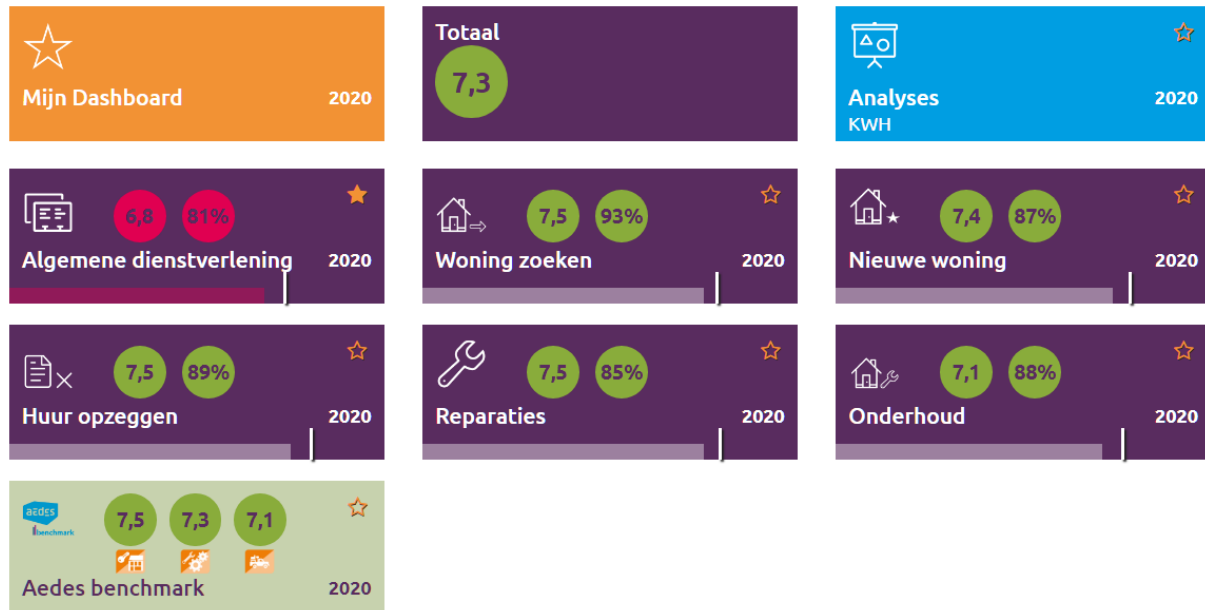 Mijn Dashboard 2020
Totaal
7,3
Analyses 2020
KWH
6,8 81%
Algemene dienstverlening 2020
7,5 93%
Woning zoeken 2020
7,4 87%
Nieuwe woning 2020
7,5 89%
Huur opzeggen 2020
7,5 85%
Reparaties 2020
7,1 88%
Onderhoud 2020
aedes
benchmark
7,5 7,3 7,1
Aedes benchmark 2020